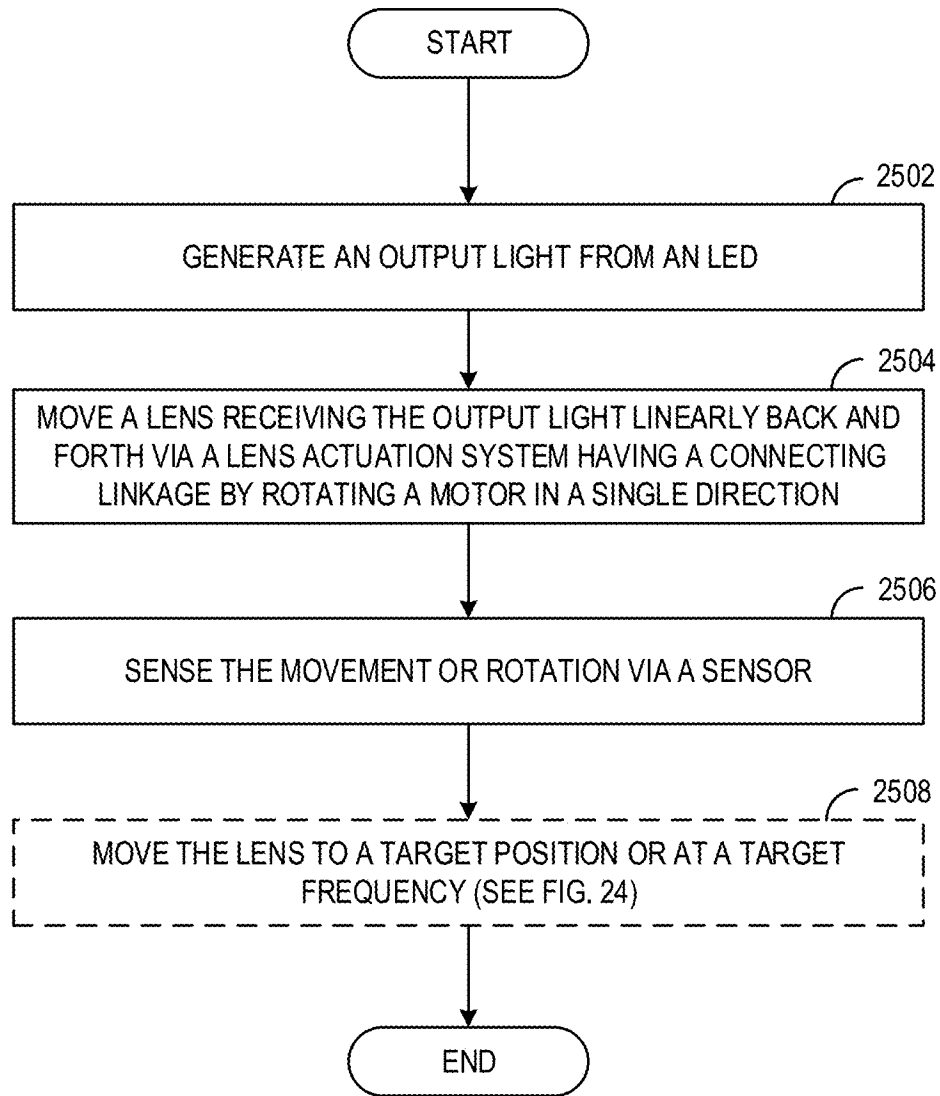 START
2502
GENERATE AN OUTPUT LIGHT FROM AN LED
2504
MOVE A LENS RECEIVING THE OUTPUT LIGHT LINEARLY BACK AND
FORTH VIA A LENS ACTUATION SYSTEM HAVING A CONNECTING
LINKAGE BY ROTATING A MOTOR IN A SINGLE DIRECTION
2506
SENSE THE MOVEMENT OR ROTATION VIA A SENSOR
2508
MOVE THE LENS TO A TARGET POSITION OR AT A TARGET
FREQUENCY (SEE FIG. 24)
END